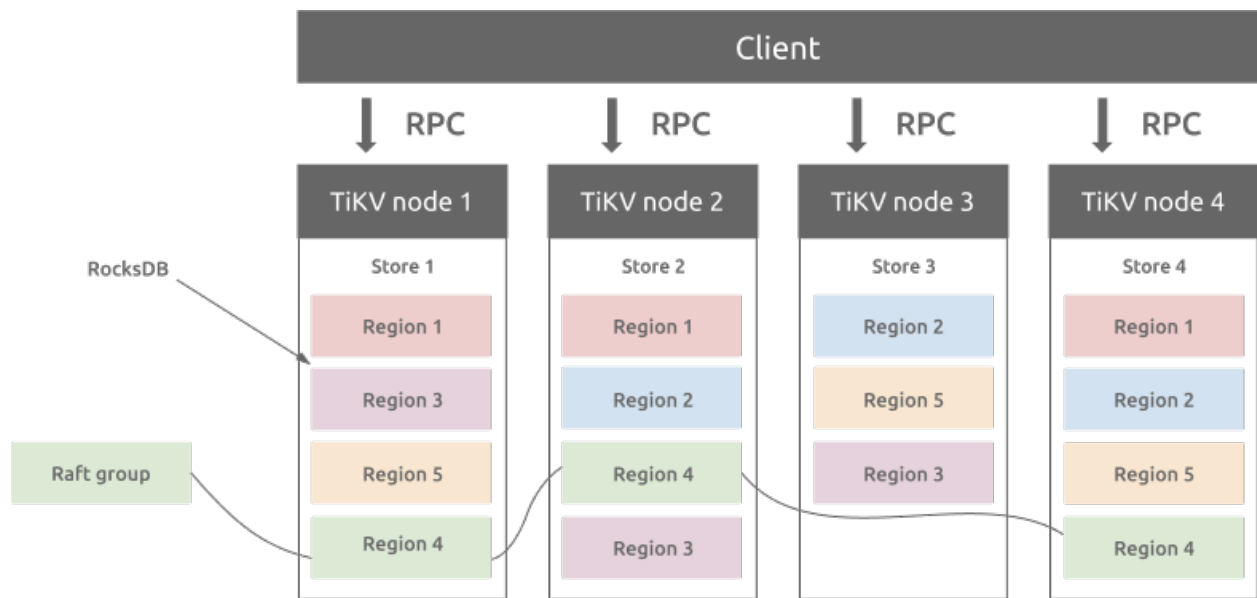 Client
RPC
RPC
RPC
RPC
TiKV node 1
TiKV node 2
TiKV node 3
TiKV node 4
RocksDB
Store 1
Store 2
Store 3
Store 4
Region 1
Region 1
Region 2
Region 1
Region 3
Region 2
Region 5
Region 2
Raft group
Region 5
Region 4
Region 3
Region 5
Region 4
Region 3
Region 4